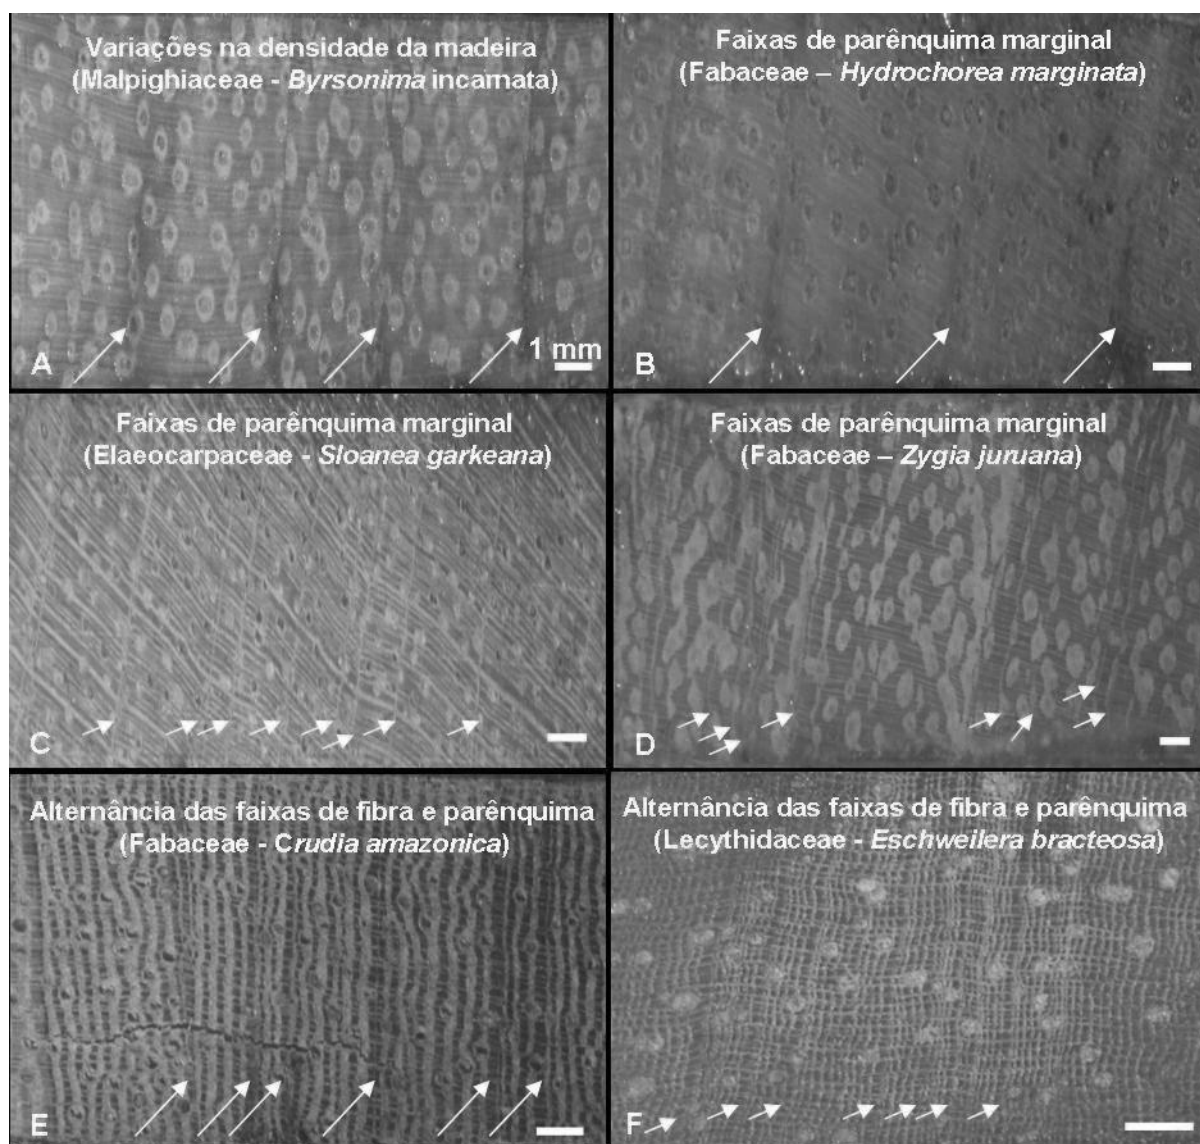 Variações na densidade da madeira
(Malpighiaceae - Byrsonima incarnata)
A
1 mm
Faixas de parênquima marginal
(Fabaceae – Hydrochorea marginata)
B
Faixas de parênquima marginal
(Elaeocarpaceae - Sloanea garkeana)
C
Faixas de parênquima marginal
(Fabaceae – Zygia juruana)
D
Alternância das faixas de fibra e parênquima
(Fabaceae - Crudia amazonica)
E
Alternância das faixas de fibra e parênquima
(Lecythidaceae - Eschweilera bracteosa)
F